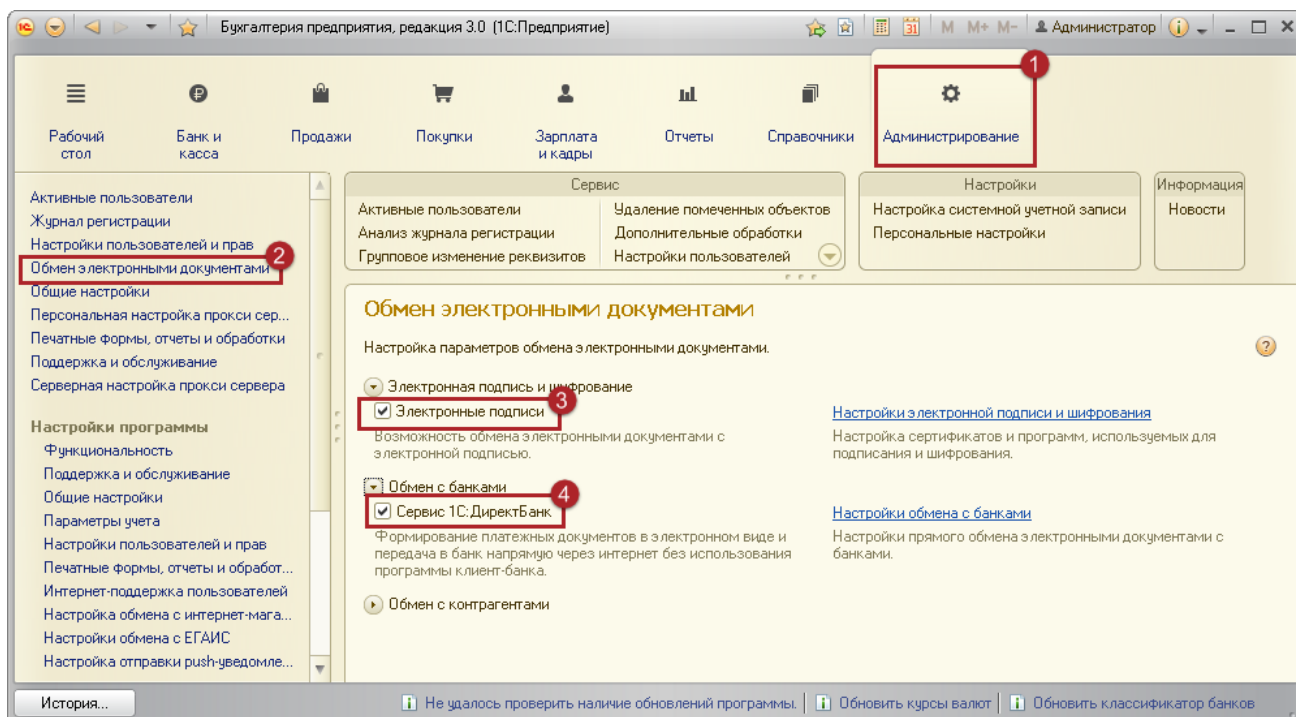 Бухгалтерия предприятия, редакция 3.0 (1С:Предприятие)
31 M M+ M- Администратор
1
Рабочий стол
Банк и касса
Продажи
Покупки
Зарплата и кадры
Отчеты
Справочники
Администрирование
Активные пользователи
Журнал регистрации
Настройки пользователей и прав
2
Обмен электронными документами
Общие настройки
Персональная настройка прокси сер...
Печатные формы, отчеты и обработки
Поддержка и обслуживание
Серверная настройка прокси сервера
Настройки программы
Функциональность
Поддержка и обслуживание
Общие настройки
Параметры учета
Настройки пользователей и прав
Печатные формы, отчеты и обработ...
Интернет-поддержка пользователей
Настройка обмена с интернет-мага...
Настройки обмена с ЕГАИС
Настройка отправки push-уведомле...
Сервис
Активные пользователи
Анализ журнала регистрации
Групповое изменение реквизитов
Удаление помеченных объектов
Дополнительные обработки
Настройки пользователей
Настройки
Настройка системной учетной записи
Персональные настройки
Информация
Новости
Обмен электронными документами
Настройка параметров обмена электронными документами.
?
Электронная подпись и шифрование
3
Электронные подписи
Возможность обмена электронными документами с
электронной подписью.
Настройки электронной подписи и шифрования
Настройка сертификатов и программ, используемых для
подписания и шифрования.
Обмен с банками
4
Сервис 1С:ДиректБанк
Формирование платежных документов в электронном виде и
передача в банк напрямую через интернет без использования
программы клиент-банка.
Настройки обмена с банками
Настройки прямого обмена электронными документами с
банками.
Обмен с контрагентами
История...
Не удалось проверить наличие обновлений программы.
Обновить курсы валют
Обновить классификатор банков